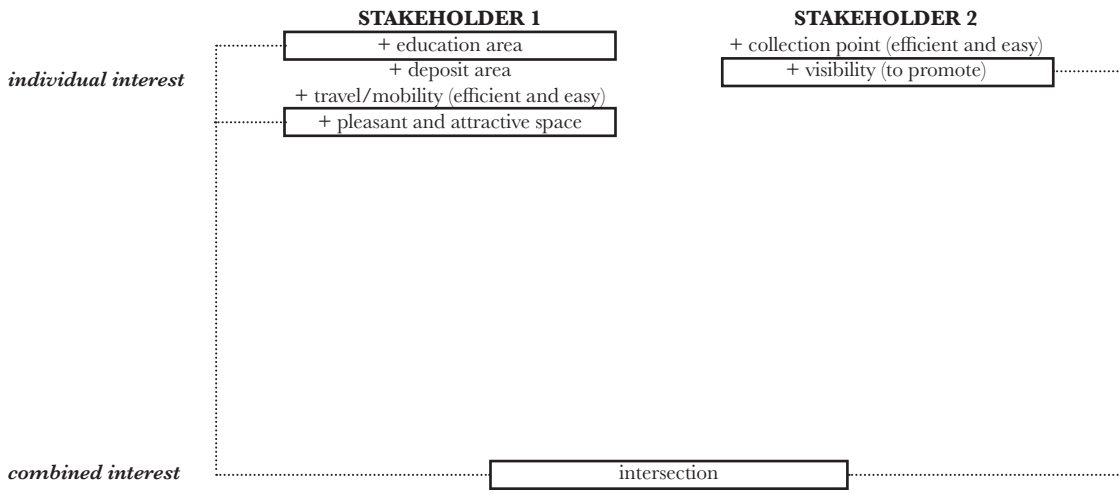 STAKEHOLDER 1
+ education area
+ deposit area
+ travel/mobility (efficient and easy)
+ pleasant and attractive space
STAKEHOLDER 2
+ collection point (efficient and easy)
+ visibility (to promote)
individual interest
combined interest
intersection